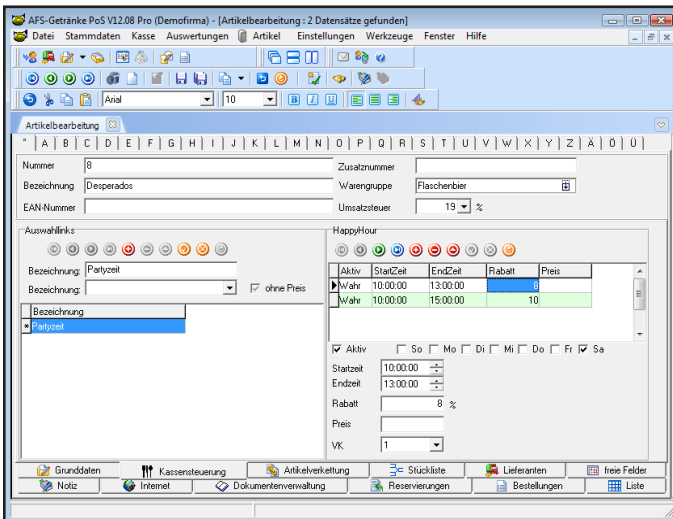 AFS-Getränke PoS V12.08 Pro (Demofirma) - [Artikelbearbeitung : 2 Datensätze gefunden]
Datei Stammdaten Kasse Auswertungen Artikel Einstellungen Werkzeuge Fenster Hilfe
Arial 10 B I U
Artikelbearbeitung
* A B C D E F G H I J K L M N O P Q R S T U V W X Y Z Ä Ö Ü
Nummer 8 Zusatznummer
Bezeichnung Desperados Warengruppe Flaschenbier
EAN-Nummer Umsatzsteuer 19 %
Auswahllinks HappyHour
Bezeichnung: Partyzeit
Bezeichnung: ohne Preis
Bezeichnung
Partyzeit
Aktiv StartZeit EndZeit Rabatt Preis
Wahr 10:00:00 13:00:00 8
Wahr 10:00:00 15:00:00 10
Aktiv So Mo Di Mi Do Fr Sa
Startzeit 10:00:00
Endzeit 13:00:00
Rabatt 8 %
Preis
VK 1
Grunddaten Kassensteuerung Artikelverkettung Stückliste Lieferanten freie Felder
Notiz Internet Dokumentenverwaltung Reservierungen Bestellungen Liste